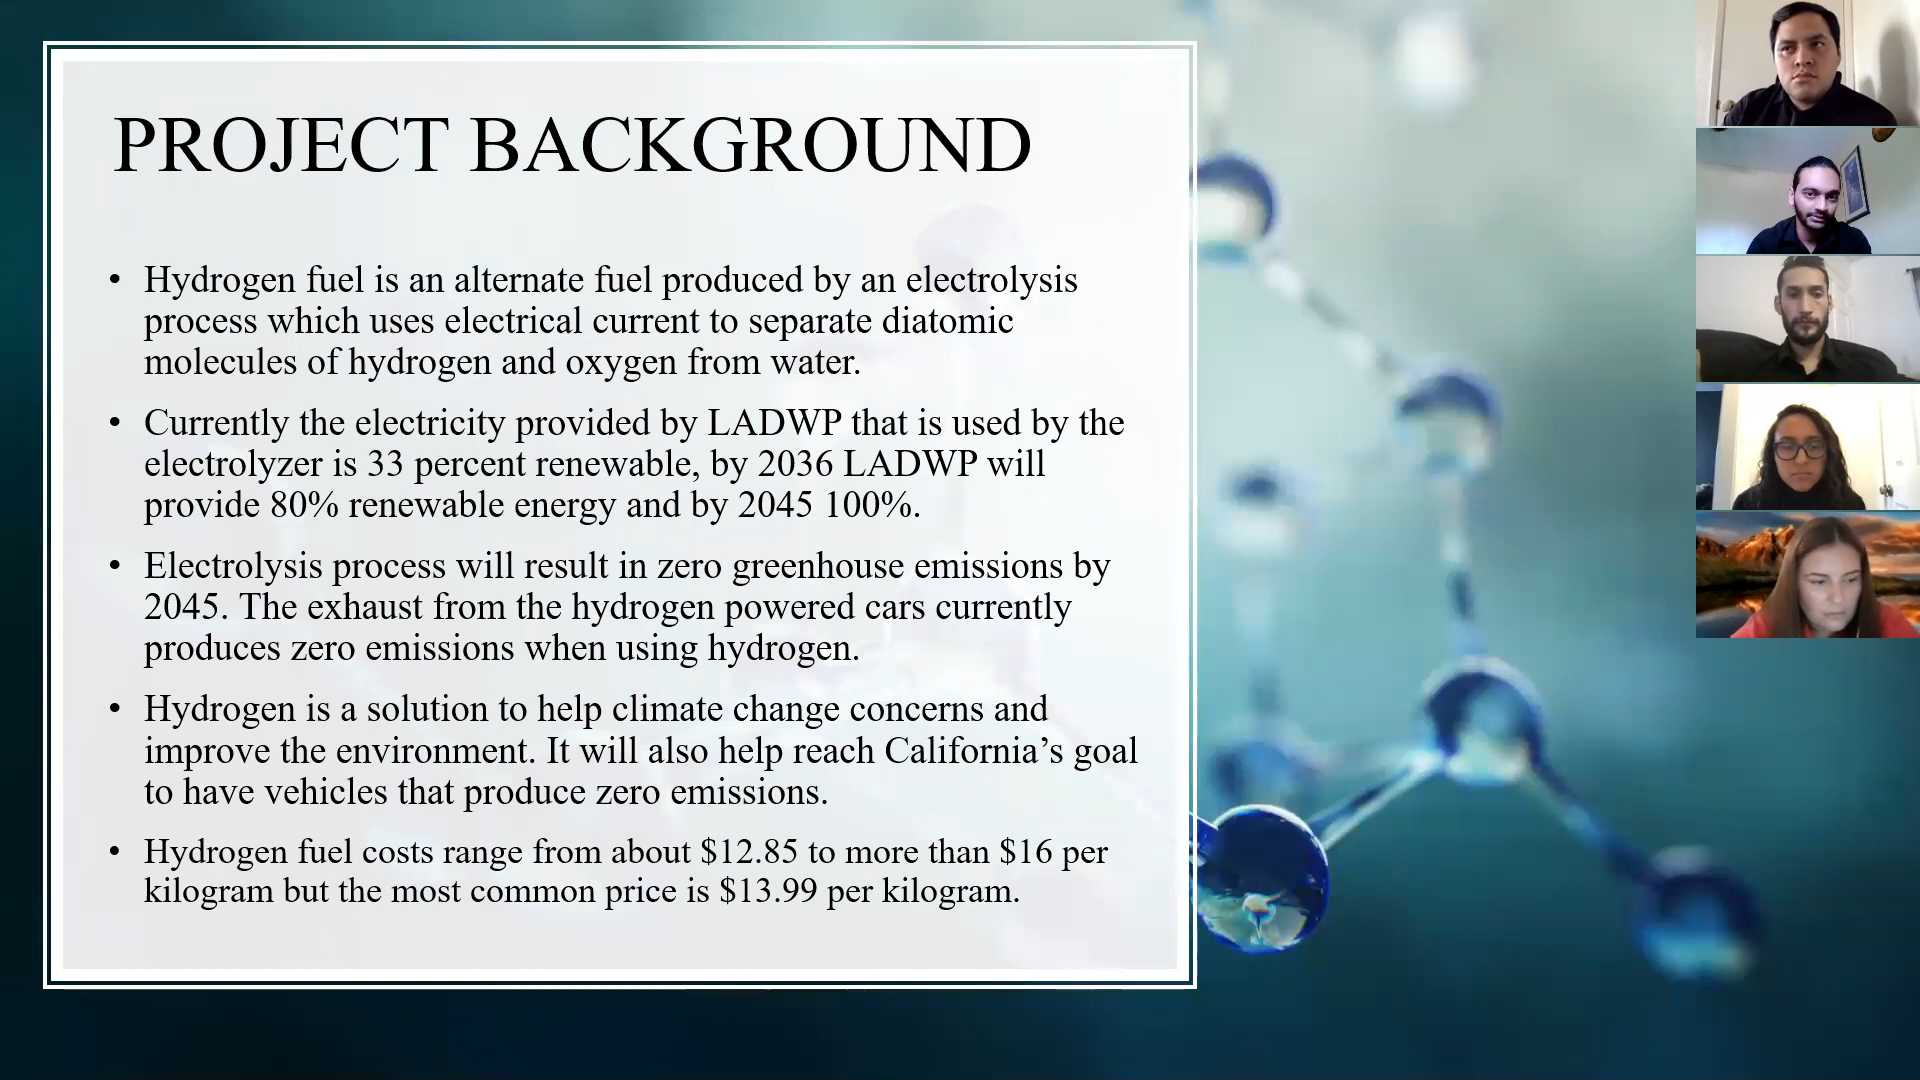 PROJECT BACKGROUND
• Hydrogen fuel is an alternate fuel produced by an electrolysis
process which uses electrical current to separate diatomic
molecules of hydrogen and oxygen from water.
• Currently the electricity provided by LADWP that is used by the
electrolyzer is 33 percent renewable, by 2036 LADWP will
provide 80% renewable energy and by 2045 100%.
• Electrolysis process will result in zero greenhouse emissions by
2045. The exhaust from the hydrogen powered cars currently
produces zero emissions when using hydrogen.
• Hydrogen is a solution to help climate change concerns and
improve the environment. It will also help reach California’s goal
to have vehicles that produce zero emissions.
• Hydrogen fuel costs range from about $12.85 to more than $16 per
kilogram but the most common price is $13.99 per kilogram.